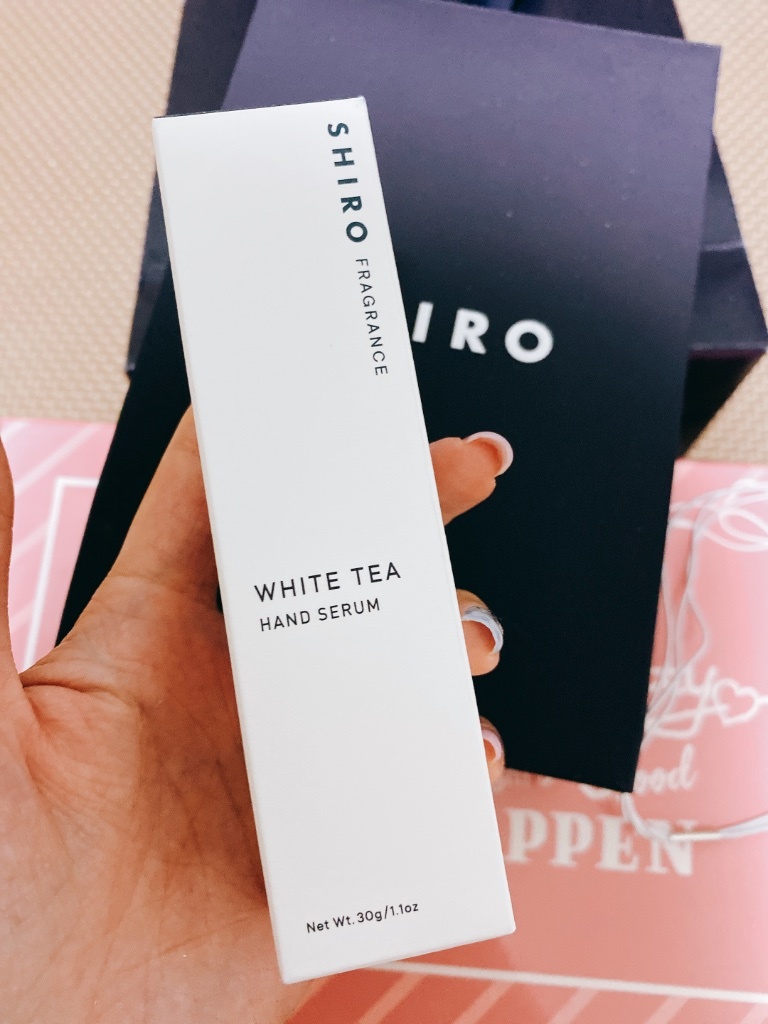 SHIRO FRAGRANCE
WHITE TEA
HAND SERUM
Net Wt. 30g/1.1oz
IRO
PPEN